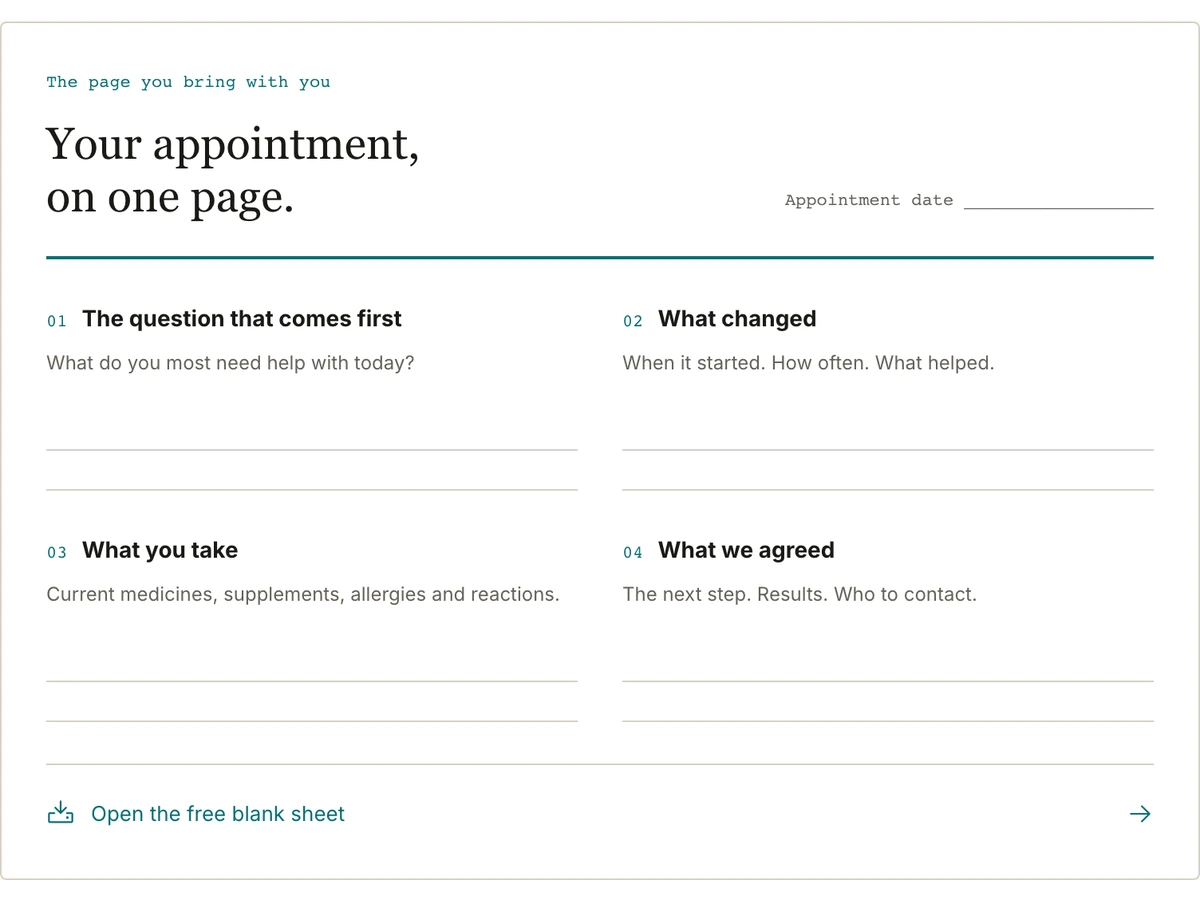 The page you bring with you
Your appointment,
on one page.
Appointment date
01 The question that comes first
What do you most need help with today?
02 What changed
When it started. How often. What helped.
03 What you take
Current medicines, supplements, allergies and reactions.
04 What we agreed
The next step. Results. Who to contact.
Open the free blank sheet